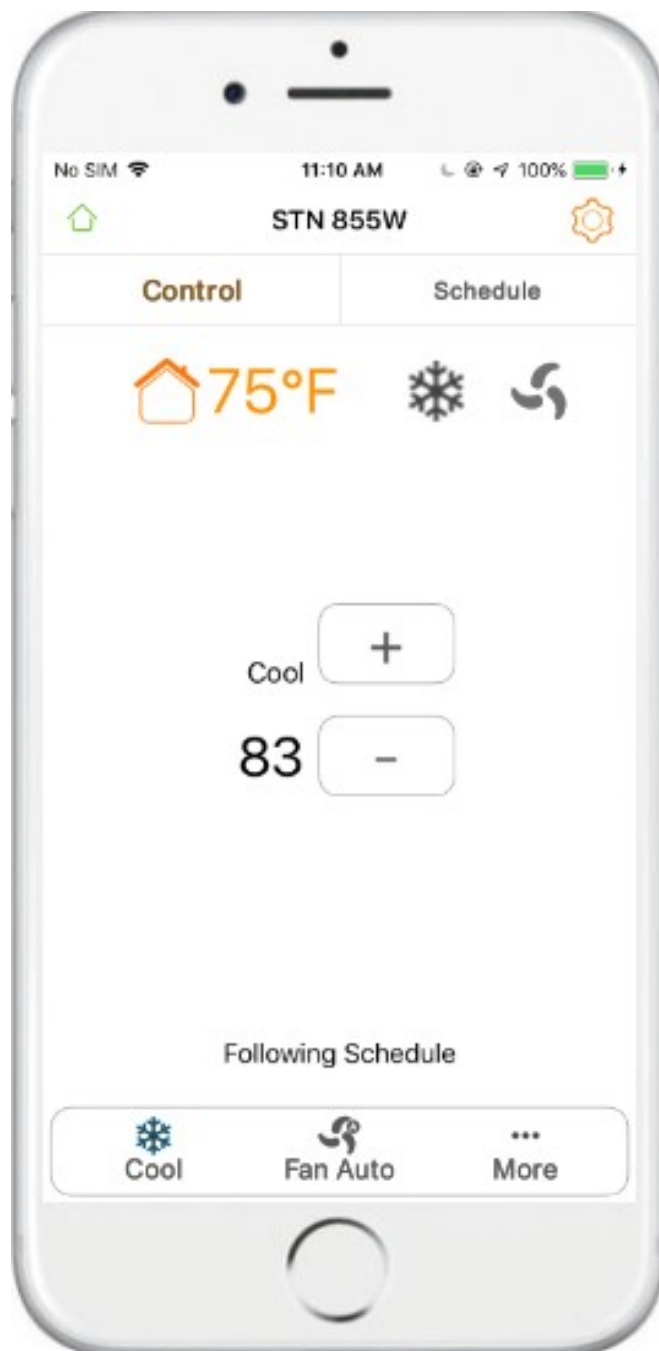 No SIM 11:10 AM 100%
STN 855W
Control Schedule
75°F
Cool +
83 -
Following Schedule
Cool Fan Auto More